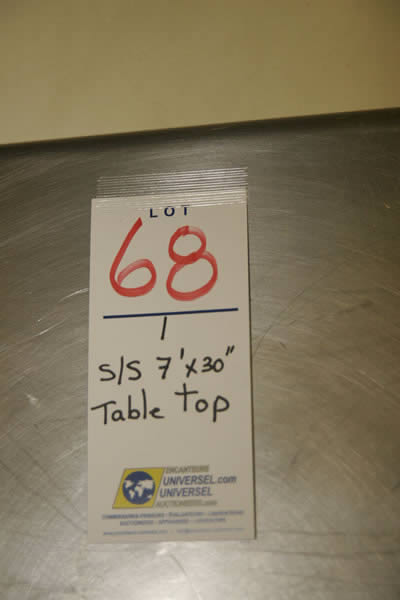 LOT
68
1
S/S 7'x30"
Table Top
ENCANTEURS
UNIVERSEL.com
UNIVERSEL
AUCTIONEERS.com